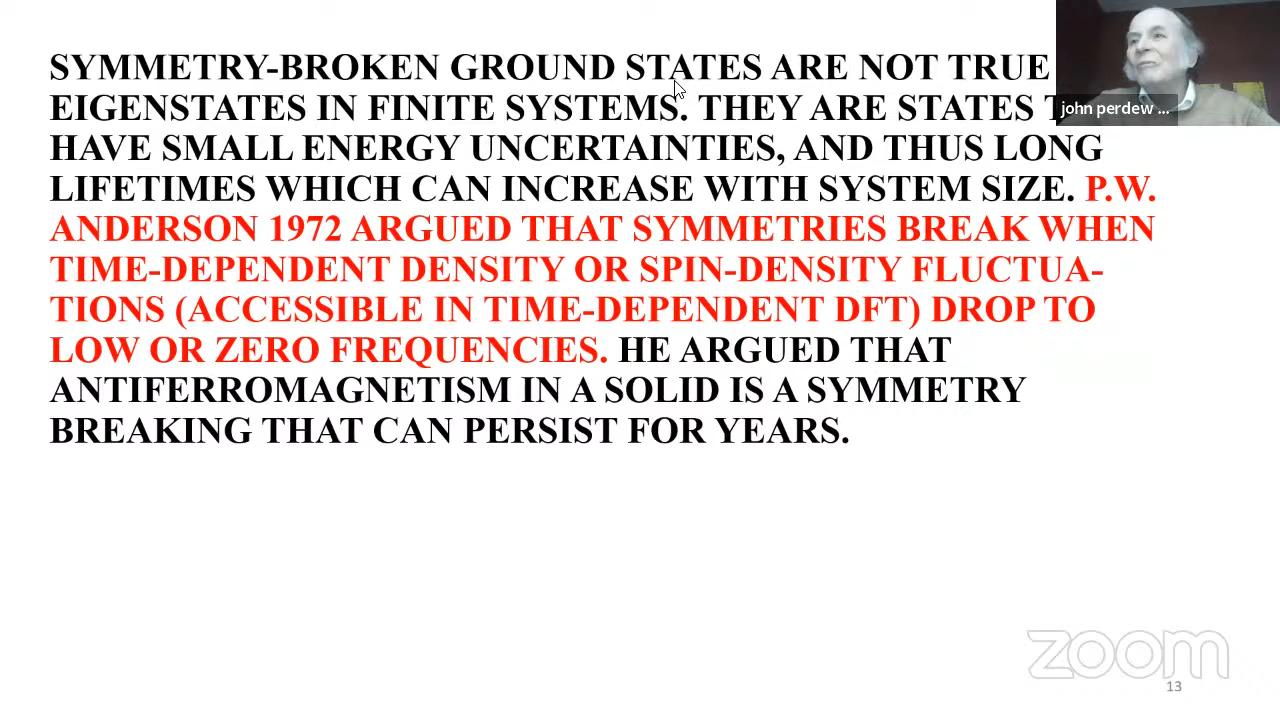 SYMMETRY-BROKEN GROUND STATES ARE NOT TRUE
EIGENSTATES IN FINITE SYSTEMS. THEY ARE STATES
HAVE SMALL ENERGY UNCERTAINTIES, AND THUS LONG
LIFETIMES WHICH CAN INCREASE WITH SYSTEM SIZE. P.W.
ANDERSON 1972 ARGUED THAT SYMMETRIES BREAK WHEN
TIME-DEPENDENT DENSITY OR SPIN-DENSITY FLUCTUA-
TIONS (ACCESSIBLE IN TIME-DEPENDENT DFT) DROP TO
LOW OR ZERO FREQUENCIES. HE ARGUED THAT
ANTIFERROMAGNETISM IN A SOLID IS A SYMMETRY
BREAKING THAT CAN PERSIST FOR YEARS.
john perdew ...
zoom
13